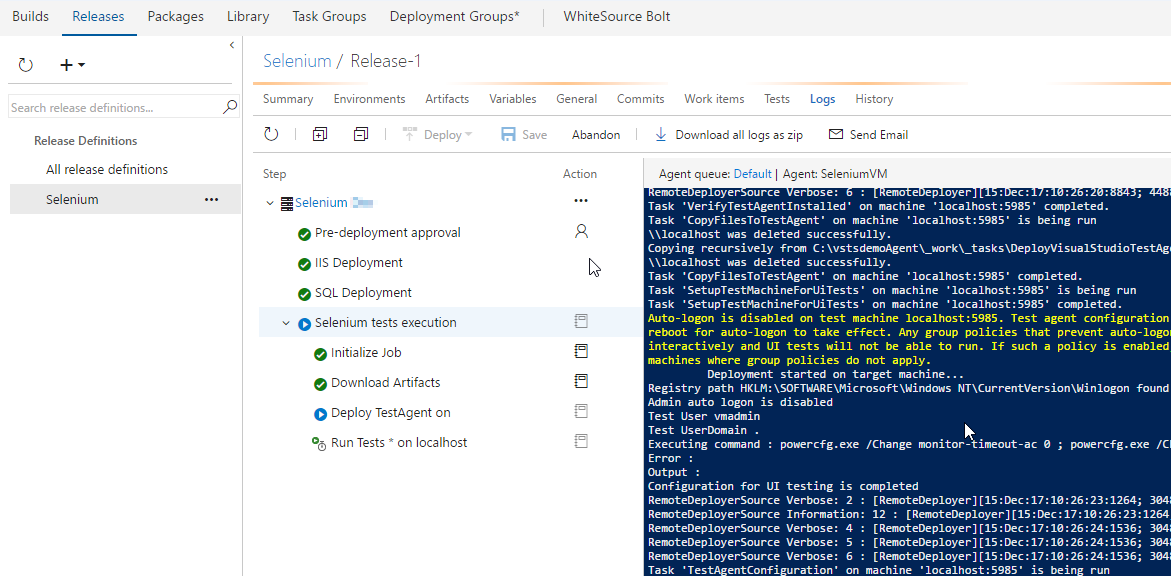 Builds Releases Packages Library Task Groups Deployment Groups* WhiteSource Bolt
Search release definitions...
Release Definitions
All release definitions
Selenium
Selenium / Release-1
Summary Environments Artifacts Variables General Commits Work items Tests Logs History
Deploy Save Abandon Download all logs as zip Send Email
Step Action
Selenium
Pre-deployment approval
IIS Deployment
SQL Deployment
Selenium tests execution
Initialize Job
Download Artifacts
Deploy TestAgent on
Run Tests * on localhost
Agent queue: Default | Agent: SeleniumVM
RemoteDeployerSource Verbose: 6 : [RemoteDeployer][15:Dec:17:10:26:20:8843; 448
Task 'VerifyTestAgentInstalled' on machine 'localhost:5985' completed.
Task 'CopyFilesToTestAgent' on machine 'localhost:5985' is being run
\\localhost was deleted successfully.
Copying recursively from C:\vstsdemoAgent\_work\_tasks\DeployVisualStudioTestAg
\\localhost was deleted successfully.
Task 'CopyFilesToTestAgent' on machine 'localhost:5985' completed.
Task 'SetupTestMachineForUiTests' on machine 'localhost:5985' is being run
Task 'SetupTestMachineForUiTests' on machine 'localhost:5985' completed.
Auto-logon is disabled on test machine localhost:5985. Test agent configuration
reboot for auto-logon to take effect. Any group policies that prevent auto-logo
interactively and UI tests will not be able to run. If such a policy is enabled
machines where group policies do not apply.
Deployment started on target machine...
Registry path HKLM:\SOFTWARE\Microsoft\Windows NT\CurrentVersion\Winlogon found
Admin auto logon is disabled
Test User vmadmin
Test UserDomain .
Executing command : powercfg.exe /Change monitor-timeout-ac 0 ; powercfg.exe /C
Error :
Output :
Configuration for UI testing is completed
RemoteDeployerSource Verbose: 2 : [RemoteDeployer][15:Dec:17:10:26:23:1264; 304
RemoteDeployerSource Information: 12 : [RemoteDeployer][15:Dec:17:10:26:23:1264
RemoteDeployerSource Verbose: 4 : [RemoteDeployer][15:Dec:17:10:26:24:1536; 304
RemoteDeployerSource Verbose: 5 : [RemoteDeployer][15:Dec:17:10:26:24:1536; 304
RemoteDeployerSource Verbose: 6 : [RemoteDeployer][15:Dec:17:10:26:24:1536; 304
Task 'TestAgentConfiguration' on machine 'localhost:5985' is being run